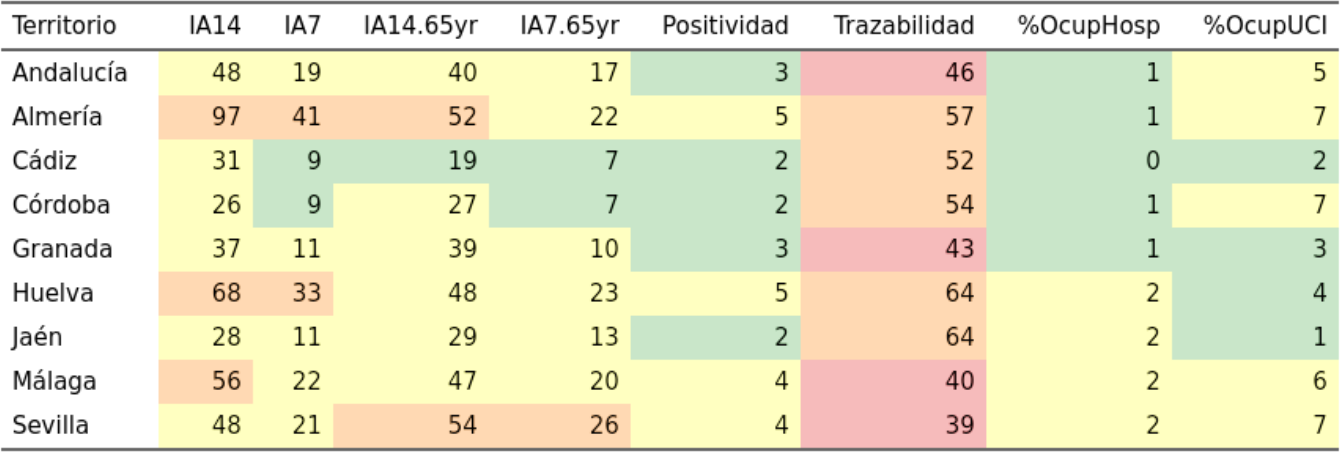 Territorio IA14 IA7 IA14.65yr IA7.65yr Positividad Trazabilidad %OcupHosp %OcupUCI
Andalucía 48 19 40 17 3 46 1 5
Almería 97 41 52 22 5 57 1 7
Cádiz 31 9 19 7 2 52 0 2
Córdoba 26 9 27 7 2 54 1 7
Granada 37 11 39 10 3 43 1 3
Huelva 68 33 48 23 5 64 2 4
Jaén 28 11 29 13 2 64 2 1
Málaga 56 22 47 20 4 40 2 6
Sevilla 48 21 54 26 4 39 2 7